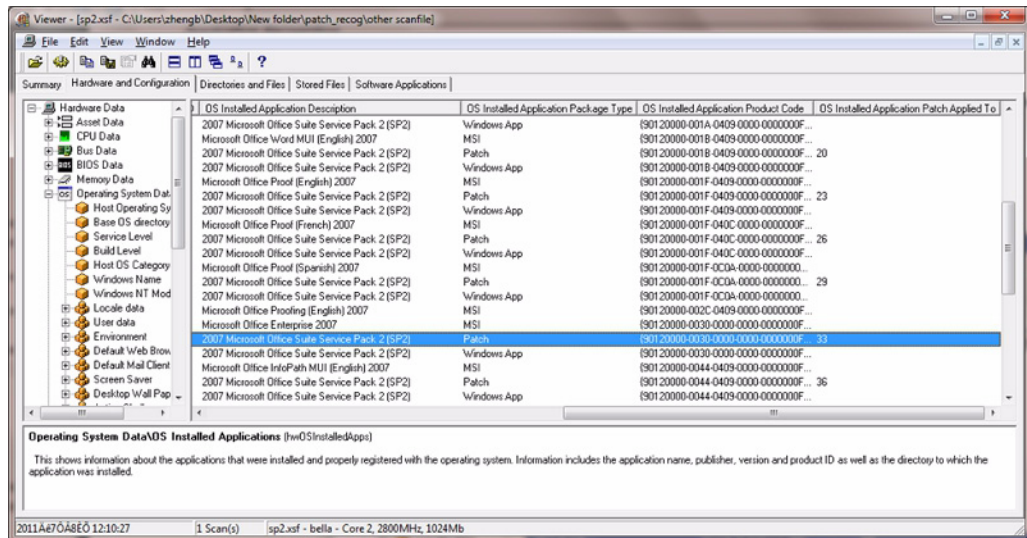 Viewer - [sp2.xsf - C:\Users\zhengb\Desktop\New folder\patch_recog\other scanfile]
File Edit View Window Help
Summary Hardware and Configuration Directories and Files Stored Files Software Applications
Hardware Data
Asset Data
CPU Data
Bus Data
BIOS Data
Memory Data
Operating System Dat
Host Operating Sy
Base OS directory
Service Level
Build Level
Host OS Category
Windows Name
Windows NT Mod
Locale data
User data
Environment
Default Web Brow
Default Mail Client
Screen Saver
Desktop Wall Pap
OS Installed Application Description OS Installed Application Package Type OS Installed Application Product Code OS Installed Application Patch Applied To
2007 Microsoft Office Suite Service Pack 2 (SP2) Windows App {90120000-001A-0409-0000-0000000F...
Microsoft Office Word MUI (English) 2007 MSI {90120000-001B-0409-0000-0000000F...
2007 Microsoft Office Suite Service Pack 2 (SP2) Patch {90120000-001B-0409-0000-0000000F... 20
2007 Microsoft Office Suite Service Pack 2 (SP2) Windows App {90120000-001B-0409-0000-0000000F...
Microsoft Office Proof (English) 2007 MSI {90120000-001F-0409-0000-0000000F...
2007 Microsoft Office Suite Service Pack 2 (SP2) Patch {90120000-001F-0409-0000-0000000F... 23
2007 Microsoft Office Suite Service Pack 2 (SP2) Windows App {90120000-001F-0409-0000-0000000F...
Microsoft Office Proof (French) 2007 MSI {90120000-001F-040C-0000-0000000F...
2007 Microsoft Office Suite Service Pack 2 (SP2) Patch {90120000-001F-040C-0000-0000000F... 26
2007 Microsoft Office Suite Service Pack 2 (SP2) Windows App {90120000-001F-040C-0000-0000000F...
Microsoft Office Proof (Spanish) 2007 MSI {90120000-001F-0C0A-0000-0000000...
2007 Microsoft Office Suite Service Pack 2 (SP2) Patch {90120000-001F-0C0A-0000-0000000... 29
2007 Microsoft Office Suite Service Pack 2 (SP2) Windows App {90120000-001F-0C0A-0000-0000000...
Microsoft Office Proofing (English) 2007 MSI {90120000-002C-0409-0000-0000000F...
Microsoft Office Enterprise 2007 MSI {90120000-0030-0000-0000-0000000F...
2007 Microsoft Office Suite Service Pack 2 (SP2) Patch {90120000-0030-0000-0000-0000000F... 33
2007 Microsoft Office Suite Service Pack 2 (SP2) Windows App {90120000-0030-0000-0000-0000000F...
Microsoft Office InfoPath MUI (English) 2007 MSI {90120000-0044-0409-0000-0000000F...
2007 Microsoft Office Suite Service Pack 2 (SP2) Patch {90120000-0044-0409-0000-0000000F... 36
2007 Microsoft Office Suite Service Pack 2 (SP2) Windows App {90120000-0044-0409-0000-0000000F...
Operating System Data\OS Installed Applications (hwOSInstalledApps)
This shows information about the applications that were installed and properly registered with the operating system. Information includes the application name, publisher, version and product ID as well as the directory to which the
application was installed.
2011Äê7ÔÂ8ÈÕ 12:10:27 1 Scan(s) sp2.xsf - bella - Core 2, 2800MHz, 1024Mb